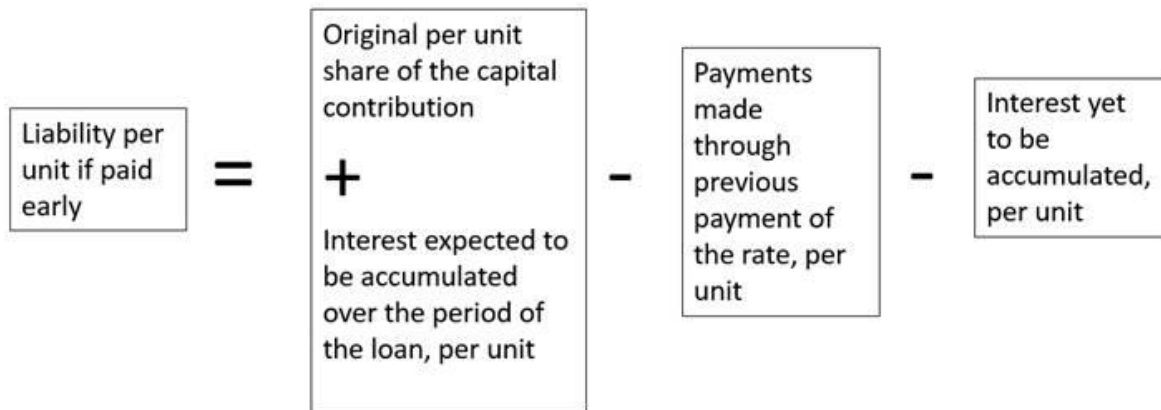 Liability per
unit if paid
early
=
Original per unit
share of the capital
contribution
+
Interest expected to
be accumulated
over the period of
the loan, per unit
-
Payments
made
through
previous
payment of
the rate, per
unit
-
Interest yet
to be
accumulated,
per unit